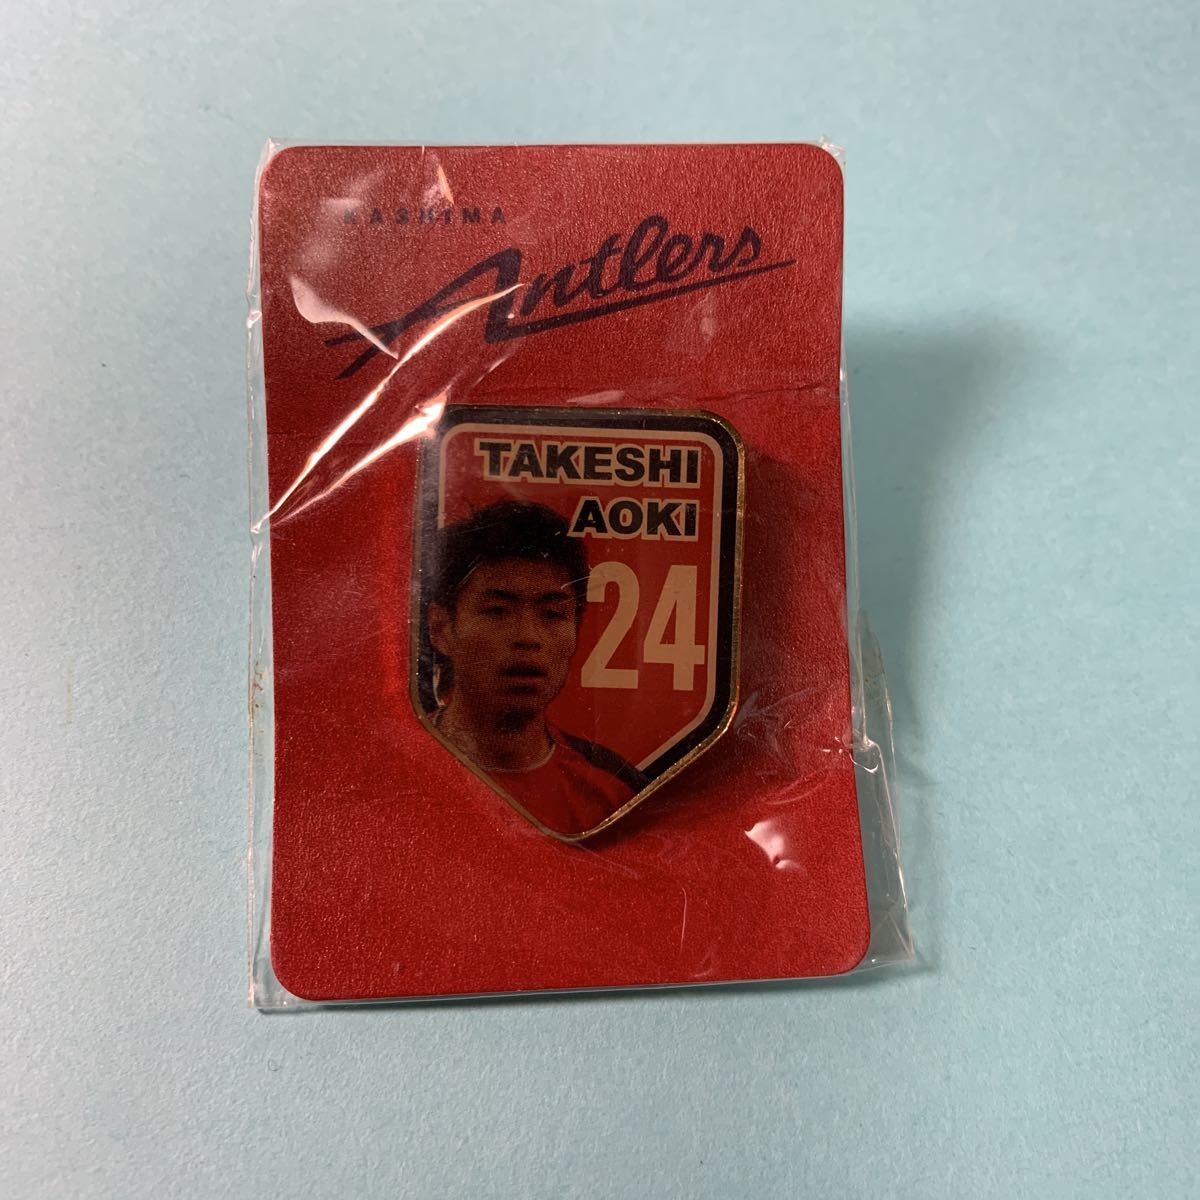 KASHIMA
Antlers
TAKESHI
AOKI
24